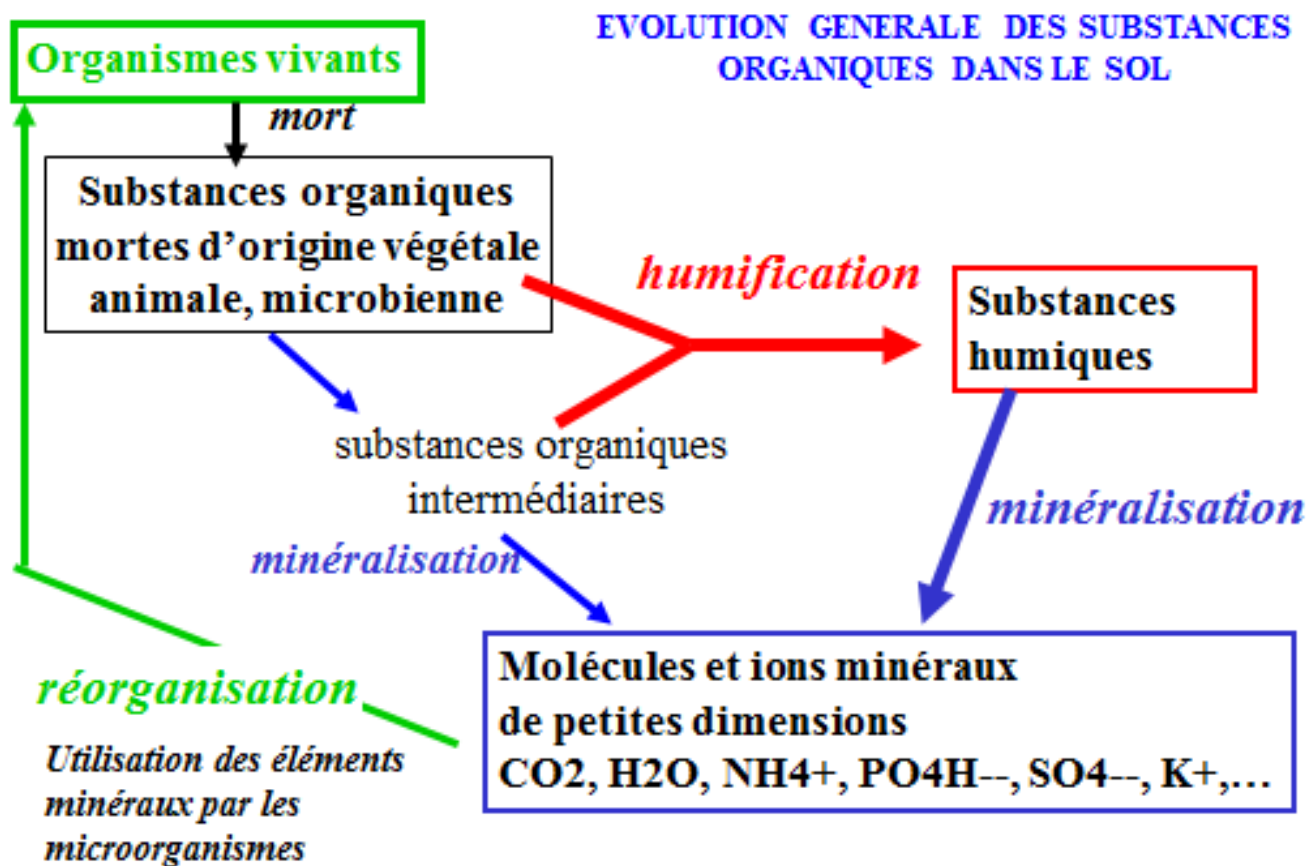 EVOLUTION GENERALE DES SUBSTANCES
ORGANIQUES DANS LE SOL
Organismes vivants
mort
Substances organiques
mortes d’origine végétale
animale, microbienne
humification
Substances
humiques
substances organiques
intermédiaires
minéralisation
minéralisation
Molécules et ions minéraux
de petites dimensions
CO2, H2O, NH4+, PO4H--, SO4--, K+,…
réorganisation
Utilisation des éléments
minéraux par les
microorganismes